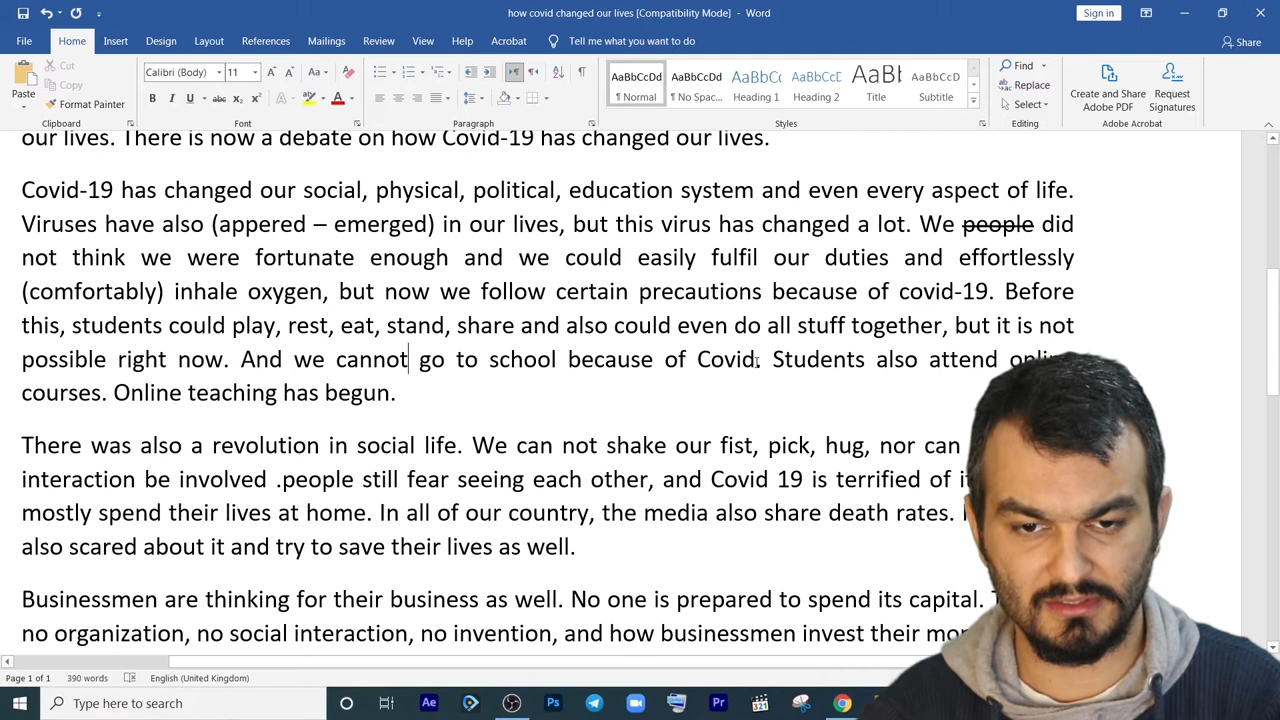 how covid changed our lives [Compatibility Mode] - Word
Sign in
File Home Insert Design Layout References Mailings Review View Help Acrobat Tell me what you want to do Share
Paste
Cut
Copy
Format Painter
Clipboard
Calibri (Body) 11
Font
Paragraph
AaBbCcDd AaBbCcDd AaBbCc AaBbCcC AaBl AaBbCcD
¶ Normal ¶ No Spac... Heading 1 Heading 2 Title Subtitle
Styles
Find
Replace
Select
Editing
Create and Share Adobe PDF
Request Signatures
Adobe Acrobat
our lives. There is now a debate on how Covid-19 has changed our lives.
Covid-19 has changed our social, physical, political, education system and even every aspect of life.
Viruses have also (appered – emerged) in our lives, but this virus has changed a lot. We people did
not think we were fortunate enough and we could easily fulfil our duties and effortlessly
(comfortably) inhale oxygen, but now we follow certain precautions because of covid-19. Before
this, students could play, rest, eat, stand, share and also could even do all stuff together, but it is not
possible right now. And we cannot go to school because of Covid. Students also attend online
courses. Online teaching has begun.
There was also a revolution in social life. We can not shake our fist, pick, hug, nor can
interaction be involved .people still fear seeing each other, and Covid 19 is terrified of
mostly spend their lives at home. In all of our country, the media also share death rates.
also scared about it and try to save their lives as well.
Businessmen are thinking for their business as well. No one is prepared to spend its capital.
no organization, no social interaction, no invention, and how businessmen invest their
Page 1 of 1 390 words English (United Kingdom)
Type here to search